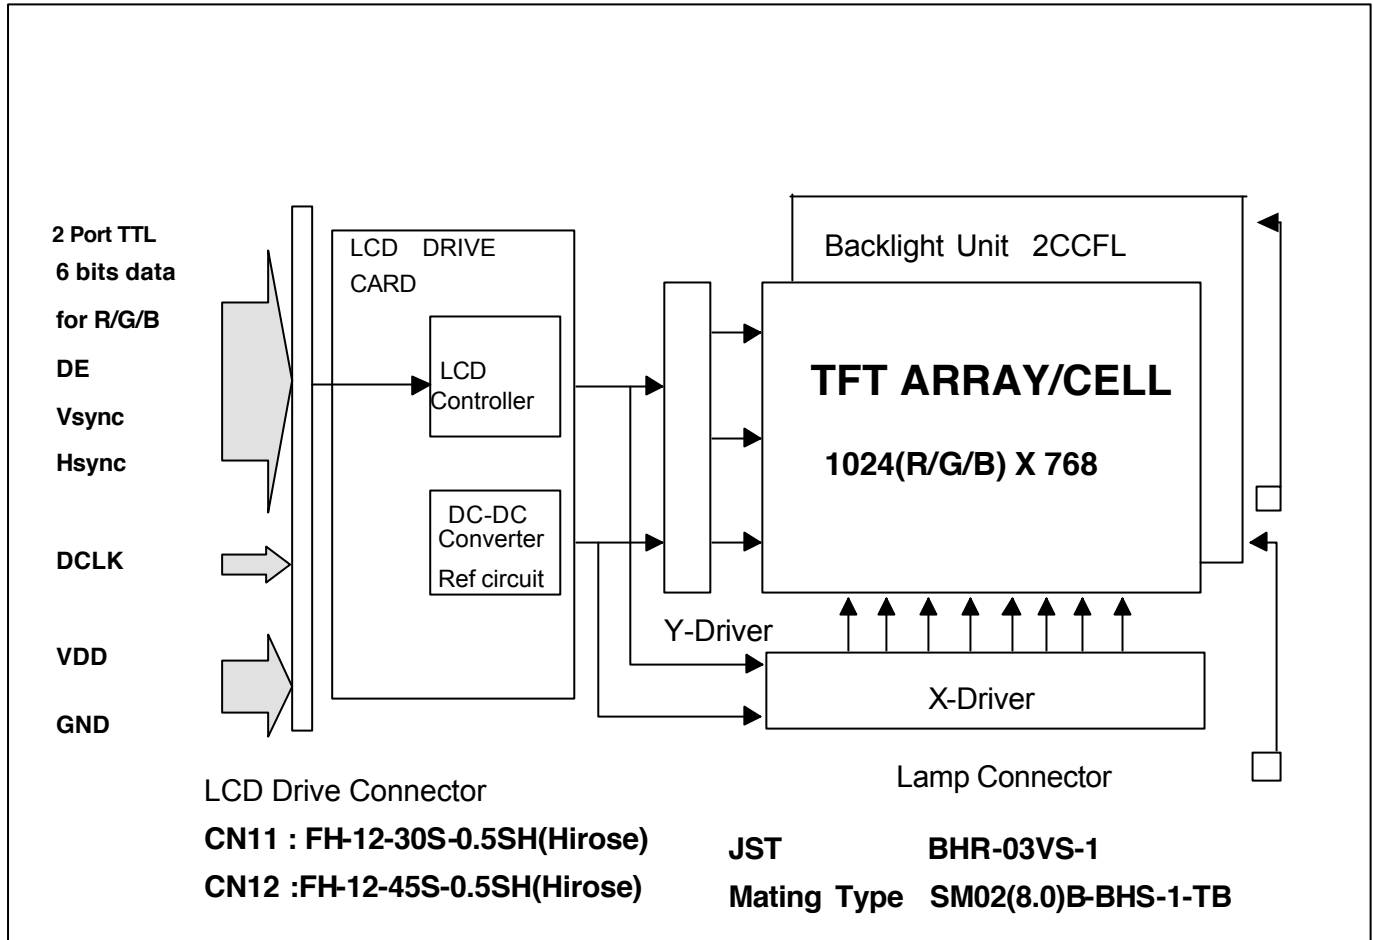 2 Port TTL
6 bits data
for R/G/B
DE
Vsync
Hsync
DCLK
VDD
GND
LCD DRIVE
CARD
LCD
Controller
DC-DC
Converter
Ref circuit
Y-Driver
Backlight Unit 2CCFL
TFT ARRAY/CELL
1024(R/G/B) X 768
X-Driver
LCD Drive Connector
CN11 : FH-12-30S-0.5SH(Hirose)
CN12 :FH-12-45S-0.5SH(Hirose)
Lamp Connector
JST BHR-03VS-1
Mating Type SM02(8.0)B-BHS-1-TB